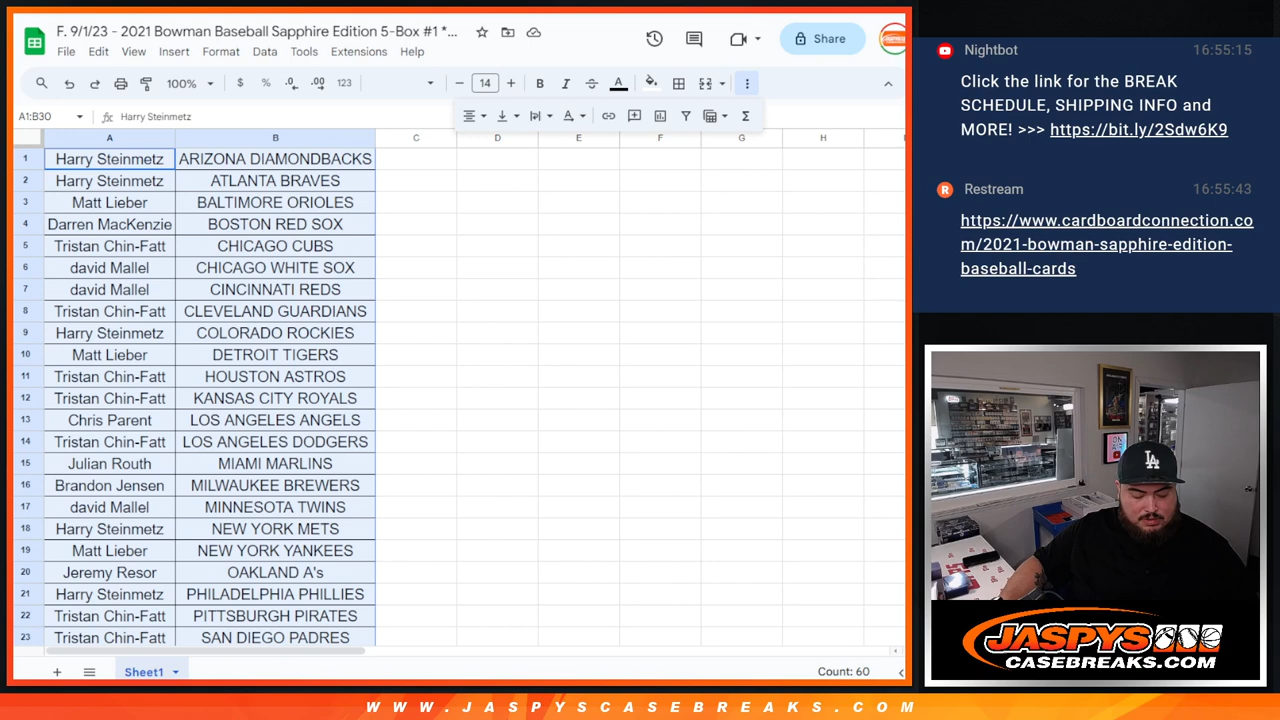 F. 9/1/23 - 2021 Bowman Baseball Sapphire Edition 5-Box #1 *...
File Edit View Insert Format Data Tools Extensions Help
Share
100% $ % .0 .00 123 − 14 + B I S A
A1:B30 fx Harry Steinmetz
A B C D E F G H
1 Harry Steinmetz ARIZONA DIAMONDBACKS
2 Harry Steinmetz ATLANTA BRAVES
3 Matt Lieber BALTIMORE ORIOLES
4 Darren MacKenzie BOSTON RED SOX
5 Tristan Chin-Fatt CHICAGO CUBS
6 david Mallel CHICAGO WHITE SOX
7 david Mallel CINCINNATI REDS
8 Tristan Chin-Fatt CLEVELAND GUARDIANS
9 Harry Steinmetz COLORADO ROCKIES
10 Matt Lieber DETROIT TIGERS
11 Tristan Chin-Fatt HOUSTON ASTROS
12 Tristan Chin-Fatt KANSAS CITY ROYALS
13 Chris Parent LOS ANGELES ANGELS
14 Tristan Chin-Fatt LOS ANGELES DODGERS
15 Julian Routh MIAMI MARLINS
16 Brandon Jensen MILWAUKEE BREWERS
17 david Mallel MINNESOTA TWINS
18 Harry Steinmetz NEW YORK METS
19 Matt Lieber NEW YORK YANKEES
20 Jeremy Resor OAKLAND A's
21 Harry Steinmetz PHILADELPHIA PHILLIES
22 Tristan Chin-Fatt PITTSBURGH PIRATES
23 Tristan Chin-Fatt SAN DIEGO PADRES
Sheet1 Count: 60
Nightbot 16:55:15
Click the link for the BREAK
SCHEDULE, SHIPPING INFO and
MORE! >>> https://bit.ly/2Sdw6K9
Restream 16:55:43
https://www.cardboardconnection.co
m/2021-bowman-sapphire-edition-
baseball-cards
LA
JASPYS
CASEBREAKS.COM
WWW.JASPYSCASEBREAKS.COM